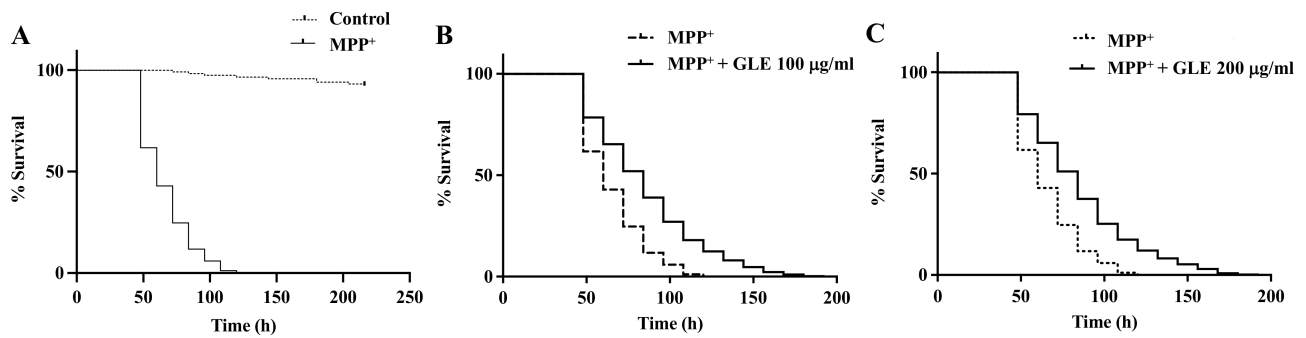 A
Control
MPP⁺
100
50
0
% Survival
0 50 100 150 200 250
Time (h)
B
MPP⁺
MPP⁺ + GLE 100 µg/ml
100
50
0
% Survival
0 50 100 150 200
Time (h)
C
MPP⁺
MPP⁺ + GLE 200 µg/ml
100
50
0
% Survival
0 50 100 150 200
Time (h)